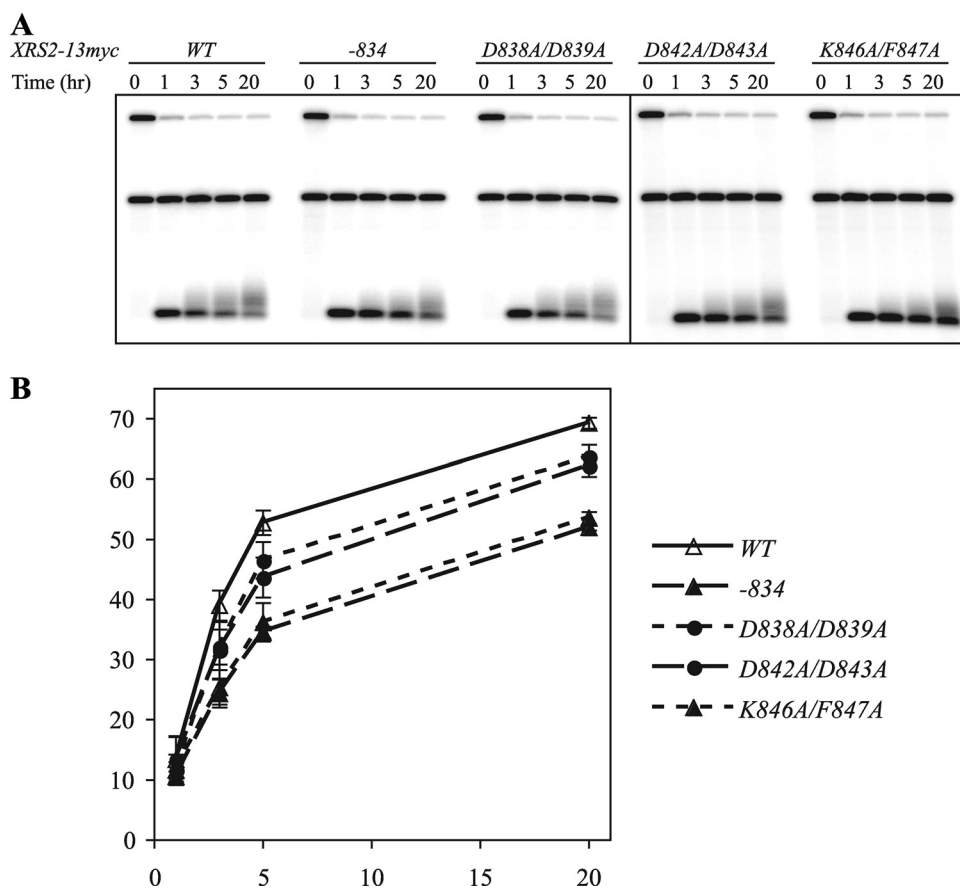 A
XRS2-13myc WT -834 D838A/D839A D842A/D843A K846A/F847A
Time (hr) 0 1 3 5 20 0 1 3 5 20 0 1 3 5 20 0 1 3 5 20 0 1 3 5 20
B
70
60
50
40
30
20
10
0
0 5 10 15 20
WT
-834
D838A/D839A
D842A/D843A
K846A/F847A